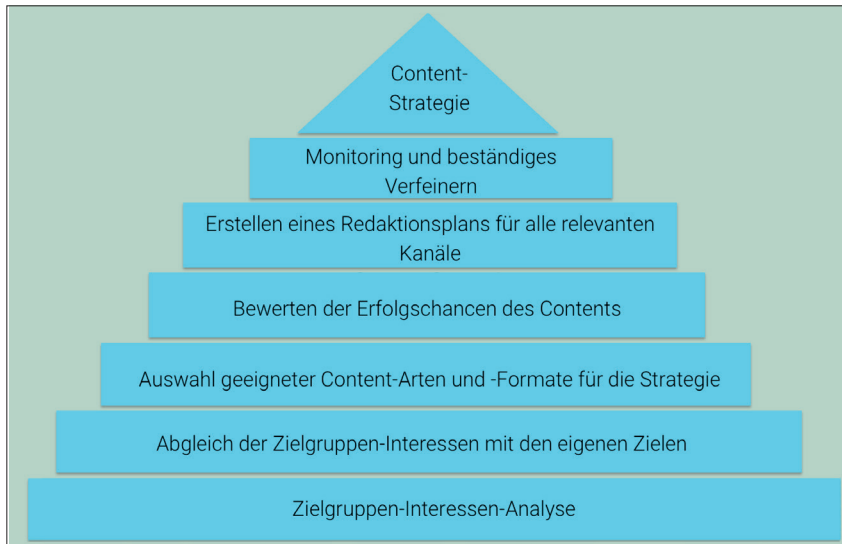 Content-
Strategie
Monitoring und beständiges
Verfeinern
Erstellen eines Redaktionsplans für alle relevanten
Kanäle
Bewerten der Erfolgschancen des Contents
Auswahl geeigneter Content-Arten und -Formate für die Strategie
Abgleich der Zielgruppen-Interessen mit den eigenen Zielen
Zielgruppen-Interessen-Analyse